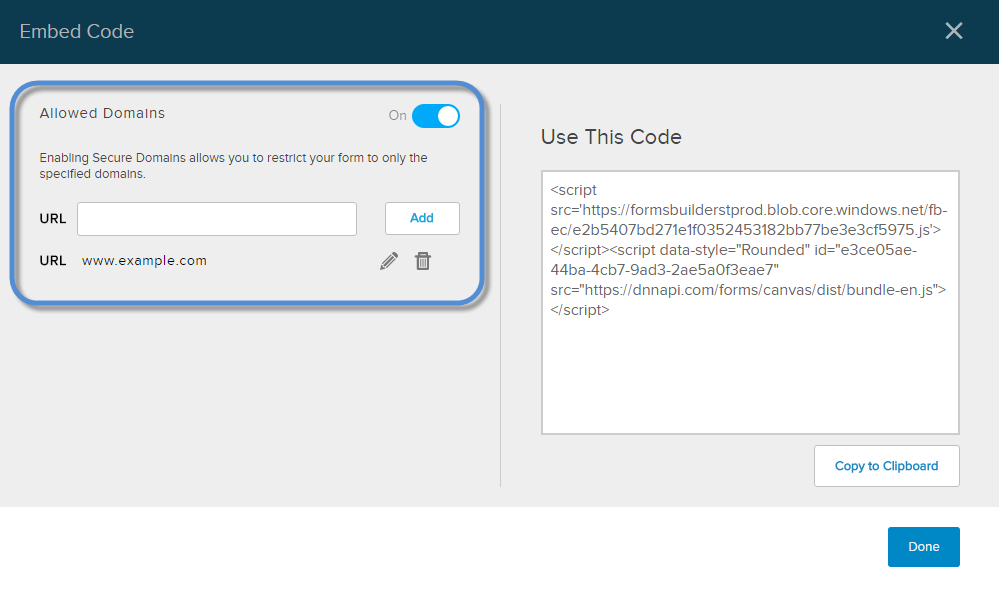 Embed Code
Allowed Domains
On
Enabling Secure Domains allows you to restrict your form to only the
specified domains.
URL
Add
URL www.example.com
Use This Code
<script
src='https://formsbuilderstprod.blob.core.windows.net/fb-
ec/e2b5407bd271e1f0352453182bb77be3e3cf5975.js'>
</script><script data-style="Rounded" id="e3ce05ae-
44ba-4cb7-9ad3-2ae5a0f3eae7"
src="https://dnnapi.com/forms/canvas/dist/bundle-en.js">
</script>
Copy to Clipboard
Done